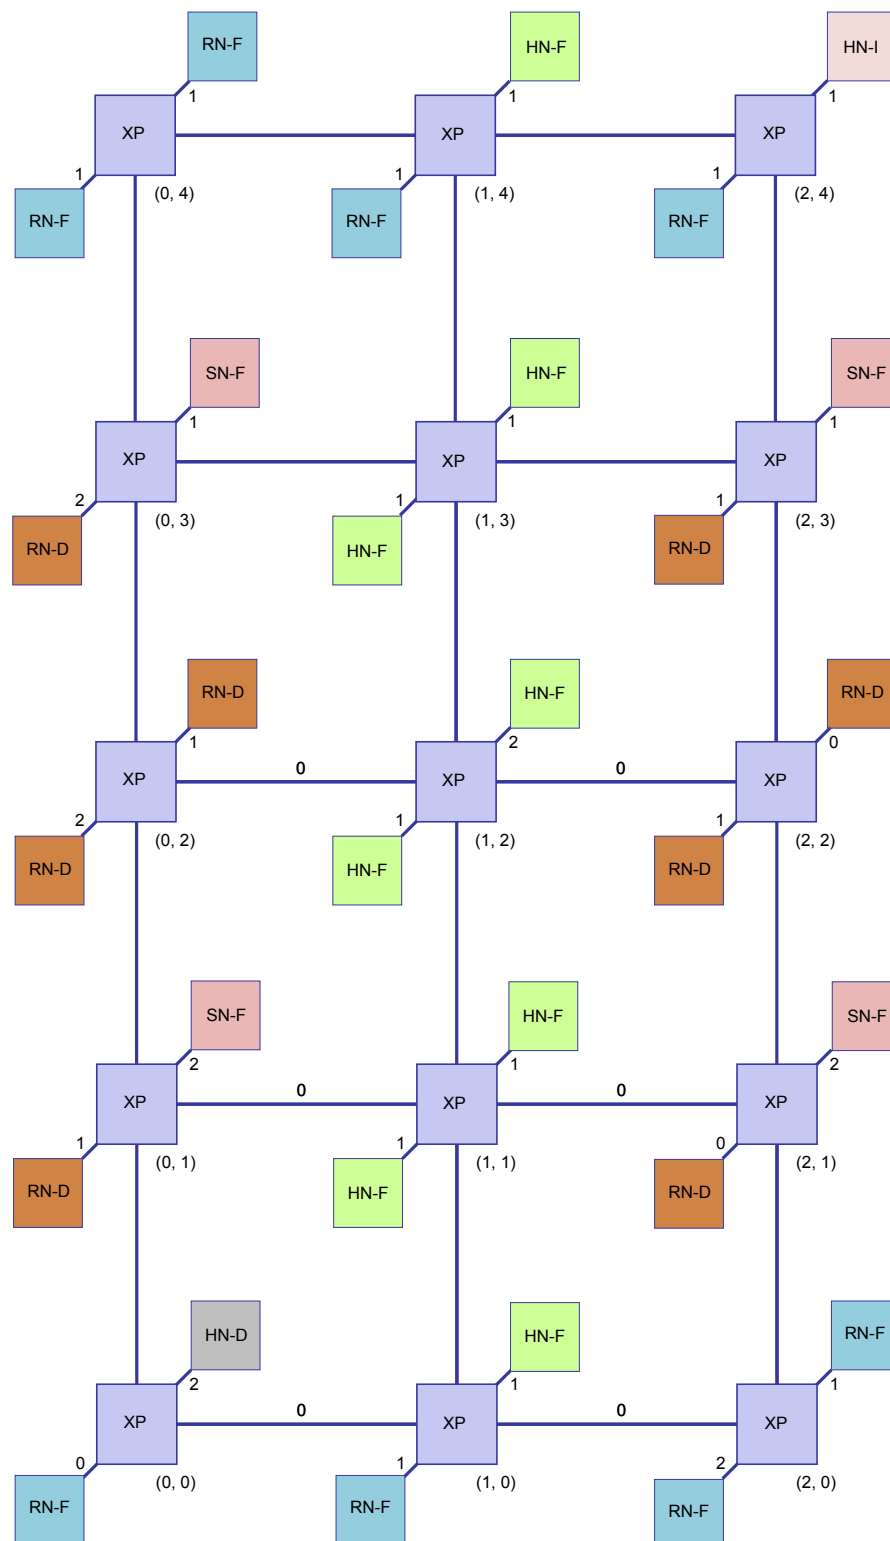 RN-F
HN-F
HN-I
1
1
1
XP
XP
XP
1
1
1
(0, 4)
(1, 4)
(2, 4)
RN-F
RN-F
RN-F
SN-F
HN-F
SN-F
1
1
1
XP
XP
XP
2
1
1
(0, 3)
(1, 3)
(2, 3)
RN-D
HN-F
RN-D
RN-D
HN-F
RN-D
1
2
0
XP
0
XP
0
XP
2
1
1
(0, 2)
(1, 2)
(2, 2)
RN-D
HN-F
RN-D
SN-F
HN-F
SN-F
2
1
2
XP
0
XP
0
XP
1
1
0
(0, 1)
(1, 1)
(2, 1)
RN-D
HN-F
RN-D
HN-D
HN-F
RN-F
2
1
1
XP
0
XP
0
XP
0
1
2
(0, 0)
(1, 0)
(2, 0)
RN-F
RN-F
RN-F